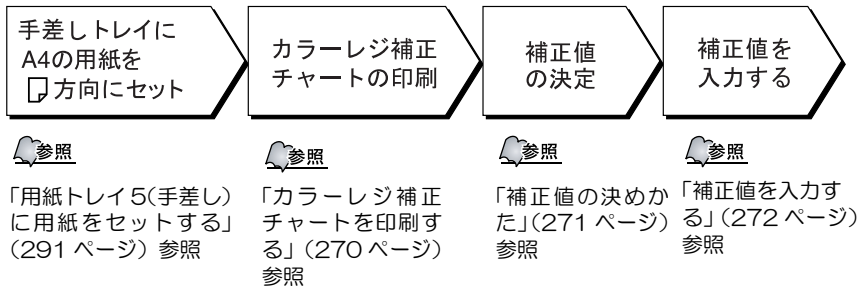 手差しトレイに
A4の用紙を
方向にセット
カラーレジ補正
チャートの印刷
補正値
の決定
補正値を
入力する
参照
「用紙トレイ5(手差し)
に用紙をセットする」
(291 ページ) 参照
参照
「カラーレジ補正
チャートを印刷す
る」(270 ページ)
参照
参照
「補正値の決めか
た」(271 ページ)
参照
参照
「補正値を入力す
る」(272 ページ)
参照